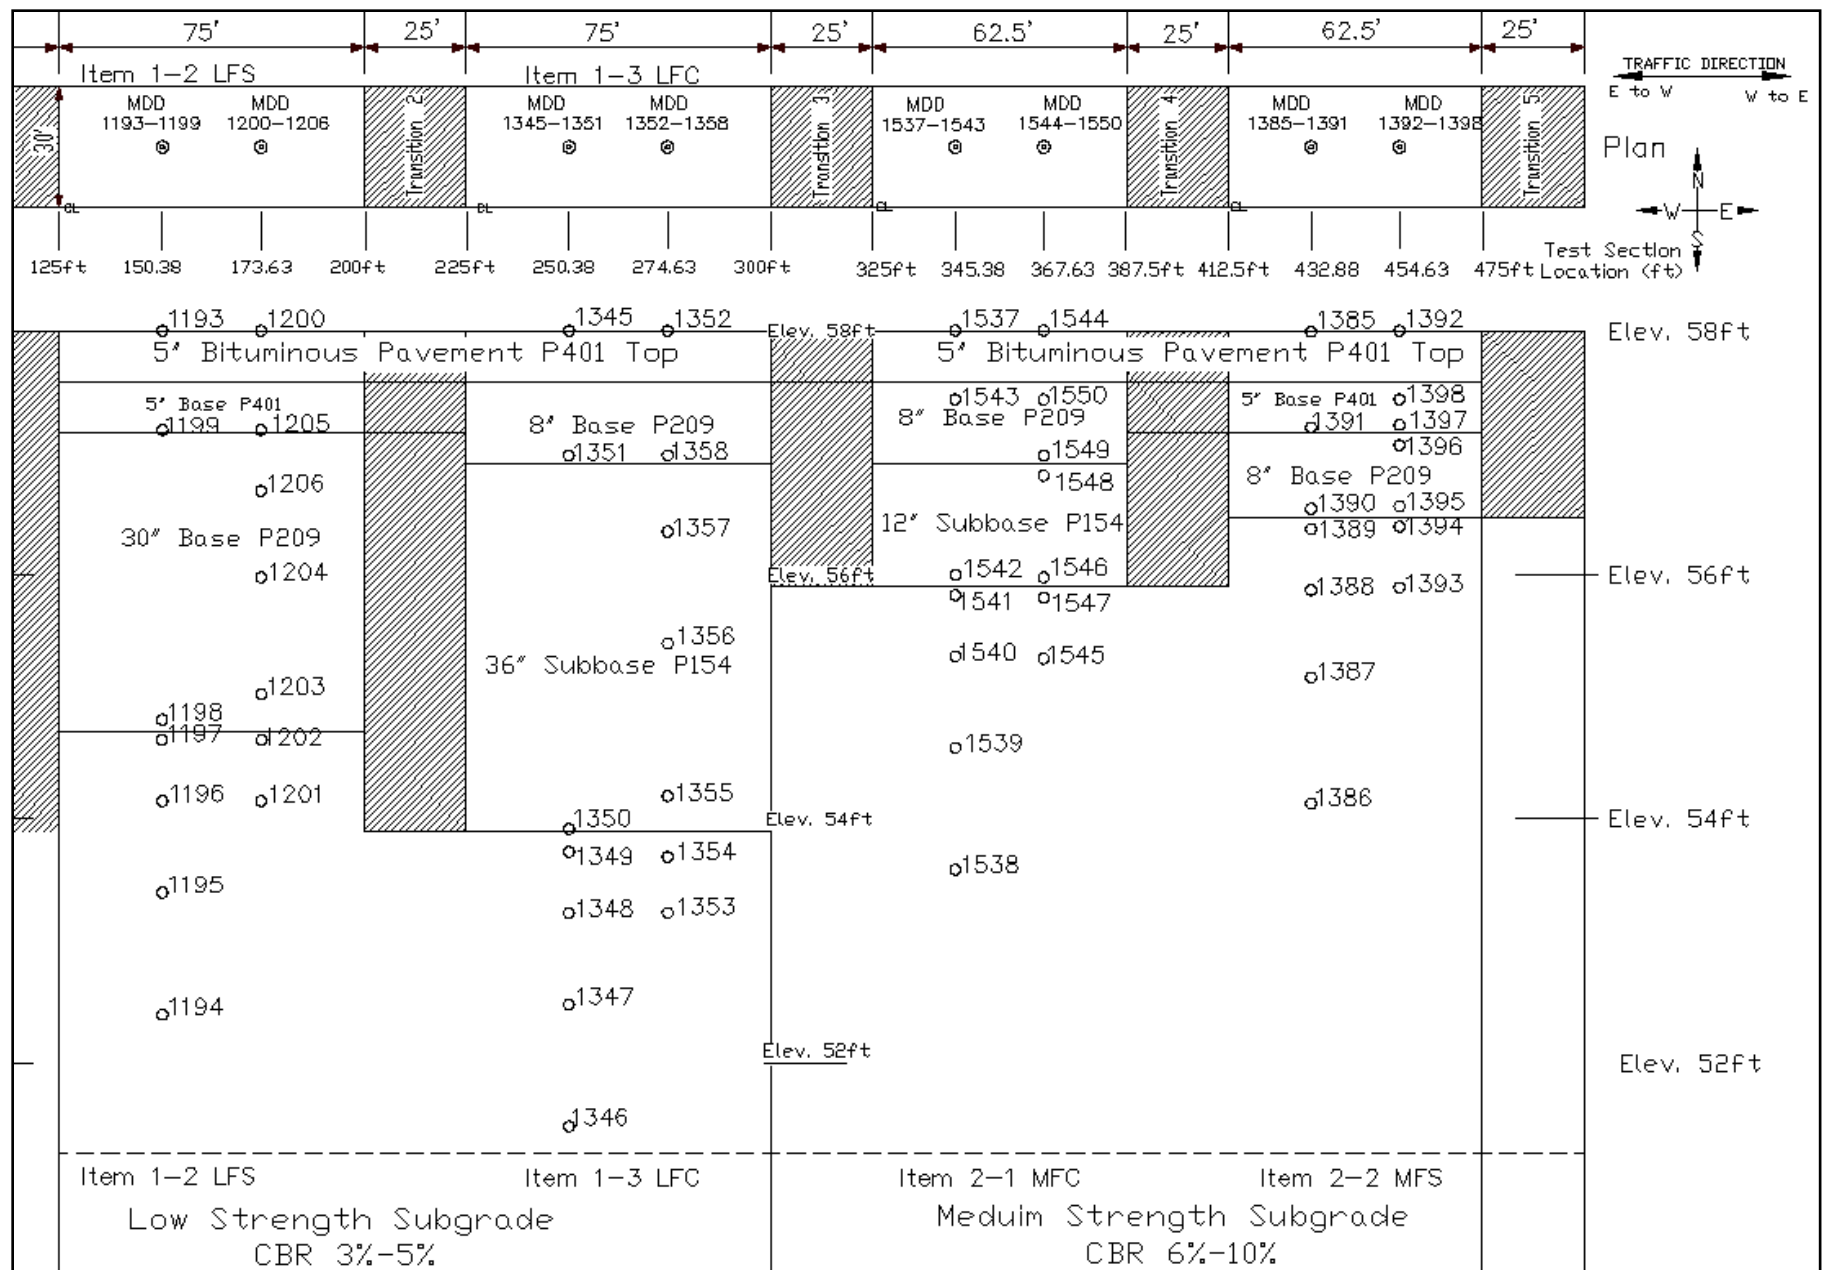 75' 25' 75' 25' 62.5' 25' 62.5' 25'
TRAFFIC DIRECTION
Item 1-2 LFS Item 1-3 LFC
E to W W to E
MDD MDD MDD MDD MDD MDD MDD MDD
1193-1199 1200-1206 1345-1351 1352-1358 1537-1543 1544-1550 1385-1391 1392-1398
30' Transition 2 Transition 3 Transition 4 Transition 5
Plan
N
W E
S
CL CL CL CL
Test Section
Location (ft)
125ft 150.38 173.63 200ft 225ft 250.38 274.63 300ft 325ft 345.38 367.63 387.5ft 412.5ft 432.88 454.63 475ft
1193 1200 1345 1352 Elev. 58ft 1537 1544 1385 1392 Elev. 58ft
5" Bituminous Pavement P401 Top 5" Bituminous Pavement P401 Top
5" Base P401 1543 1550 5" Base P401 1398
1199 1205 8" Base P209 8" Base P209 1391 1397
1351 1358 1549 1396
1206 1548 8" Base P209
1390 1395
30" Base P209 1357 12" Subbase P154 1389 1394
1204 Elev. 56ft 1542 1546 1388 1393 Elev. 56ft
1541 1547
1356 1540 1545
36" Subbase P154 1387
1203
1198
1197 1202 1539
1196 1201 1355 1386
1350 Elev. 54ft Elev. 54ft
1349 1354 1538
1195
1348 1353
1194 1347
Elev. 52ft Elev. 52ft
1346
Item 1-2 LFS Item 1-3 LFC Item 2-1 MFC Item 2-2 MFS
Low Strength Subgrade Meduim Strength Subgrade
CBR 3%-5% CBR 6%-10%